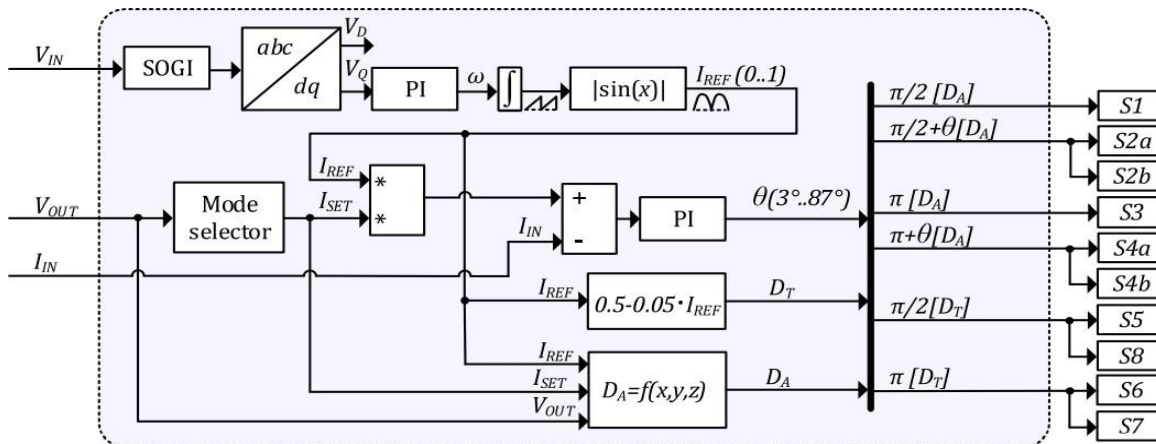 V_IN
SOGI
abc
dq
V_D
V_Q
PI
ω
∫
|sin(x)|
I_REF (0..1)
I_REF
I_SET
*
*
V_OUT
Mode
selector
I_IN
I_IN
+
-
PI
θ(3°..87°)
I_REF
0.5-0.05·I_REF
D_T
I_REF
I_SET
V_OUT
D_A=f(x,y,z)
D_A
π/2 [D_A]
π/2+θ[D_A]
π [D_A]
π+θ[D_A]
π/2[D_T]
π [D_T]
S1
S2a
S2b
S3
S4a
S4b
S5
S8
S6
S7